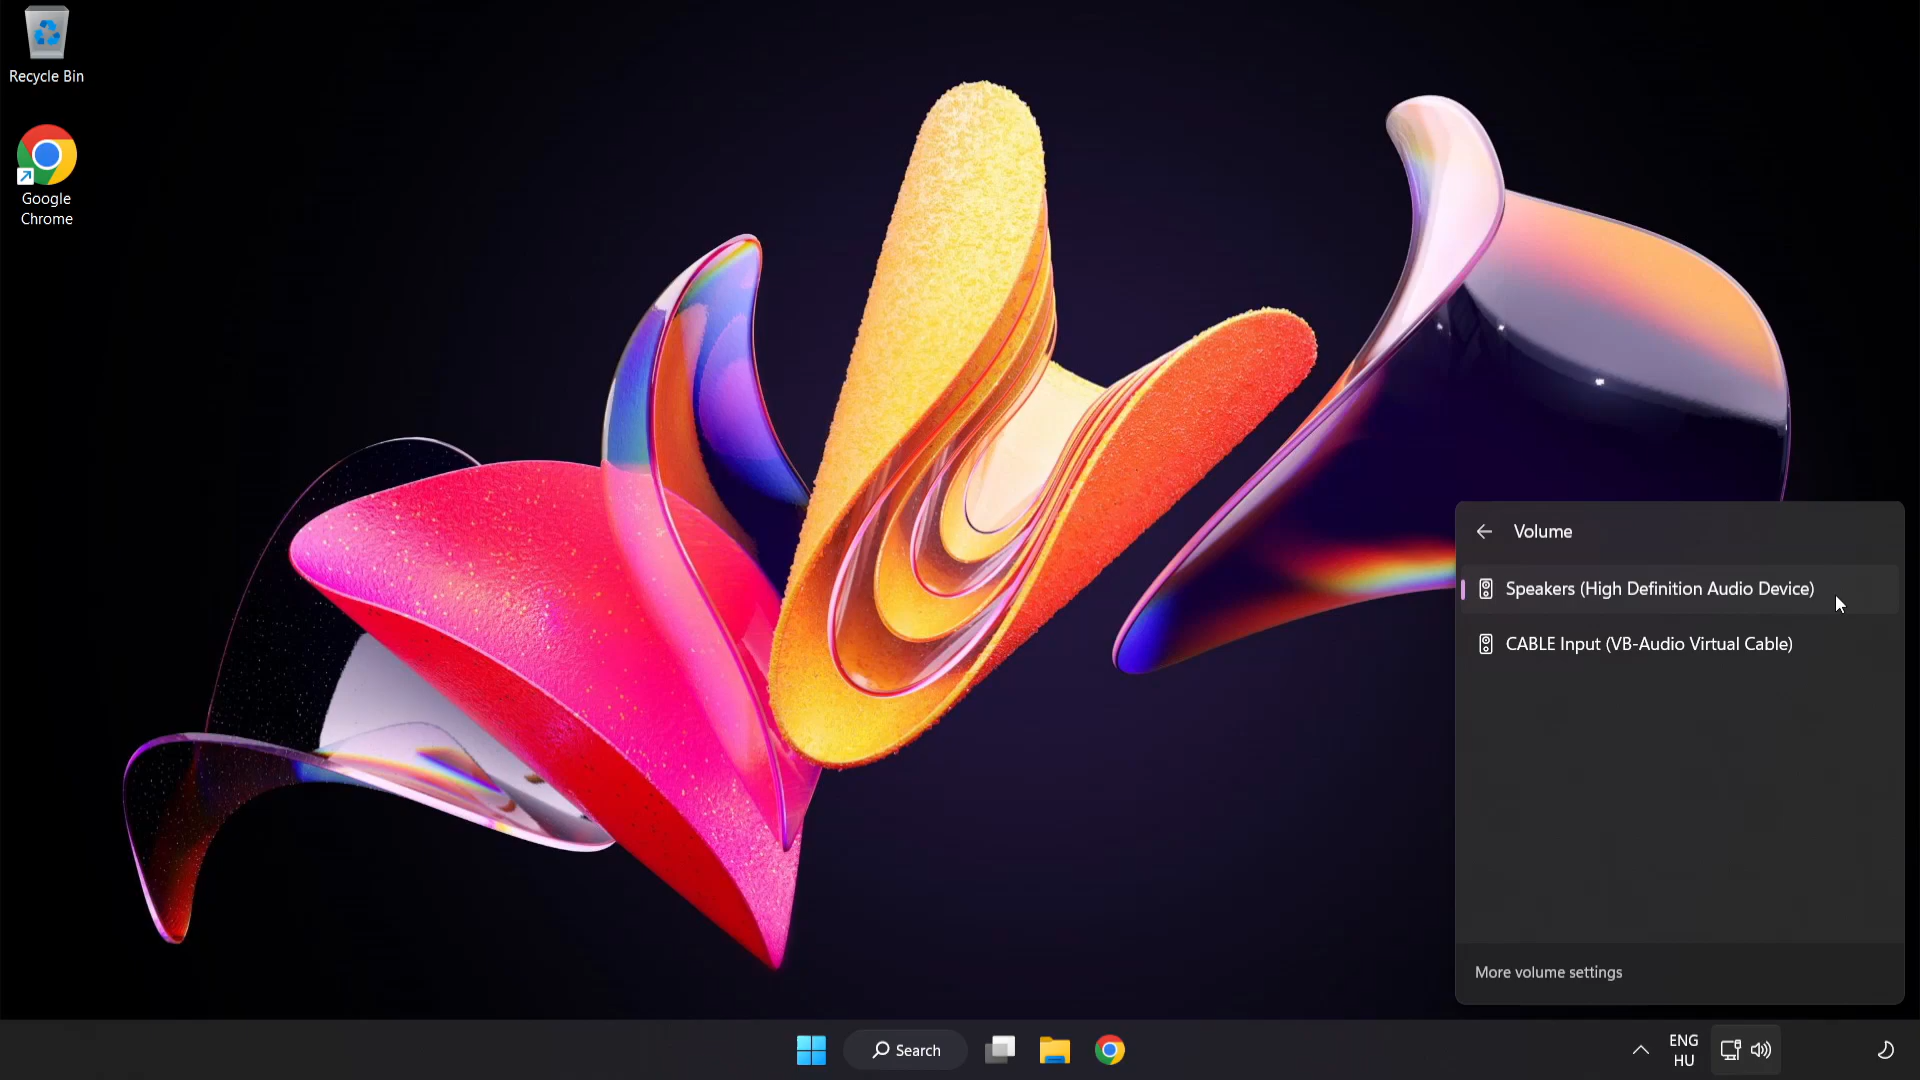 Recycle Bin
Google
Chrome
Volume
Speakers (High Definition Audio Device)
CABLE Input (VB-Audio Virtual Cable)
More volume settings
Search
ENG
HU